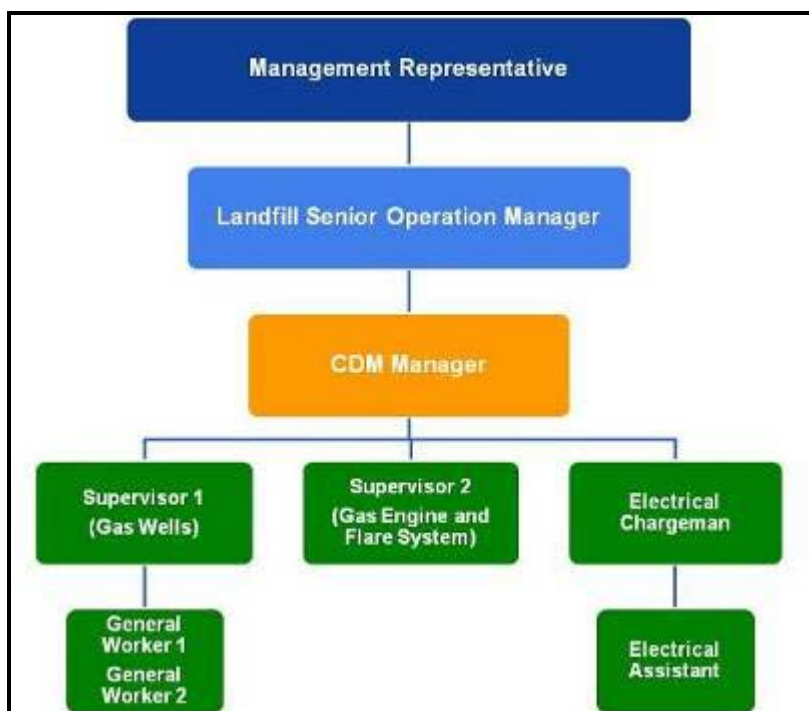 Management Representative
Landfill Senior Operation Manager
CDM Manager
Supervisor 1
(Gas Wells)
Supervisor 2
(Gas Engine and
Flare System)
Electrical
Chargeman
General
Worker 1
General
Worker 2
Electrical
Assistant